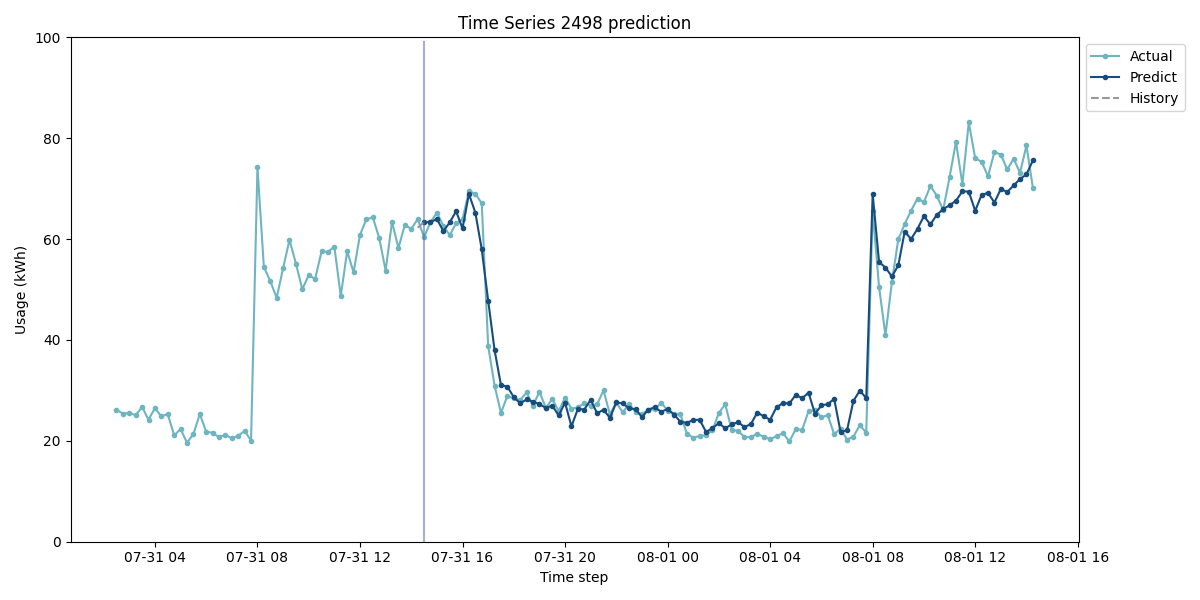 Time Series 2498 prediction
100
80
60
40
20
0
Usage (kWh)
07-31 04
07-31 08
07-31 12
07-31 16
07-31 20
08-01 00
08-01 04
08-01 08
08-01 12
08-01 16
Time step
Actual
Predict
History